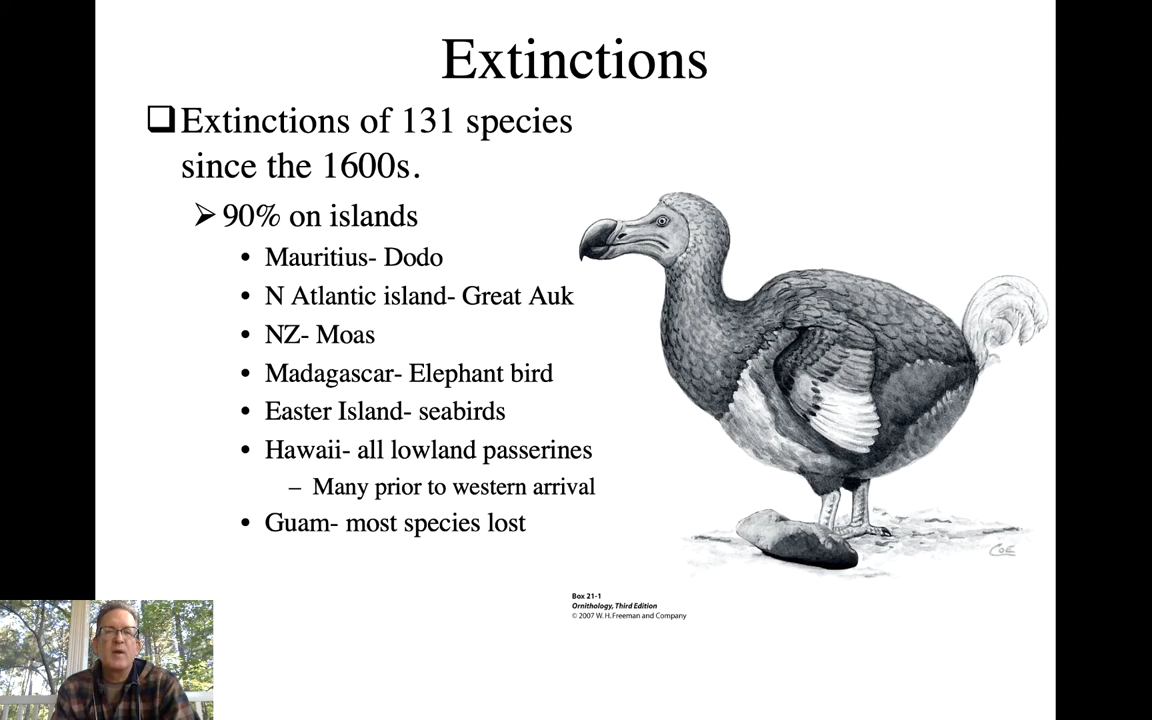 Extinctions
❑ Extinctions of 131 species
since the 1600s.
➢ 90% on islands
• Mauritius- Dodo
• N Atlantic island- Great Auk
• NZ- Moas
• Madagascar- Elephant bird
• Easter Island- seabirds
• Hawaii- all lowland passerines
– Many prior to western arrival
• Guam- most species lost
COE
Box 21-1
Ornithology, Third Edition
© 2007 W. H. Freeman and Company